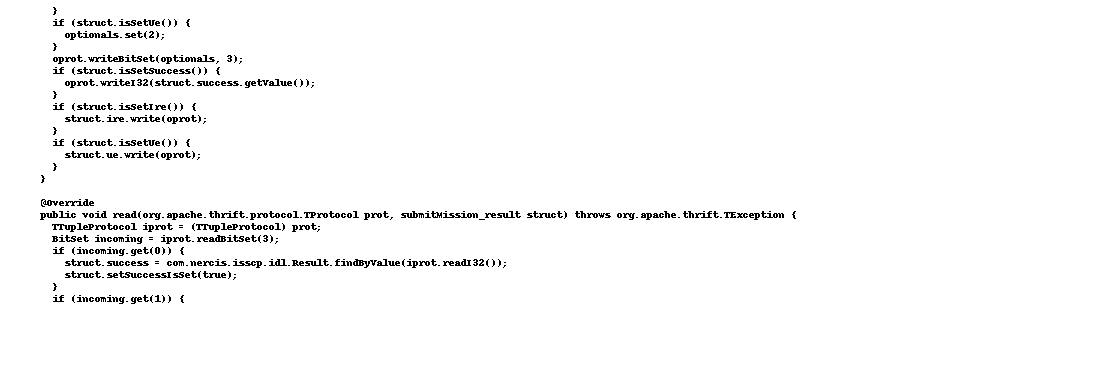 }
if (struct.isSetUe()) {
optionals.set(2);
}
oprot.writeBitSet(optionals, 3);
if (struct.isSetSuccess()) {
oprot.writeI32(struct.success.getValue());
}
if (struct.isSetIre()) {
struct.ire.write(oprot);
}
if (struct.isSetUe()) {
struct.ue.write(oprot);
}
}
@Override
public void read(org.apache.thrift.protocol.TProtocol prot, submitMission_result struct) throws org.apache.thrift.TException {
TTupleProtocol iprot = (TTupleProtocol) prot;
BitSet incoming = iprot.readBitSet(3);
if (incoming.get(0)) {
struct.success = com.nercis.isscp.idl.Result.findByValue(iprot.readI32());
struct.setSuccessIsSet(true);
}
if (incoming.get(1)) {